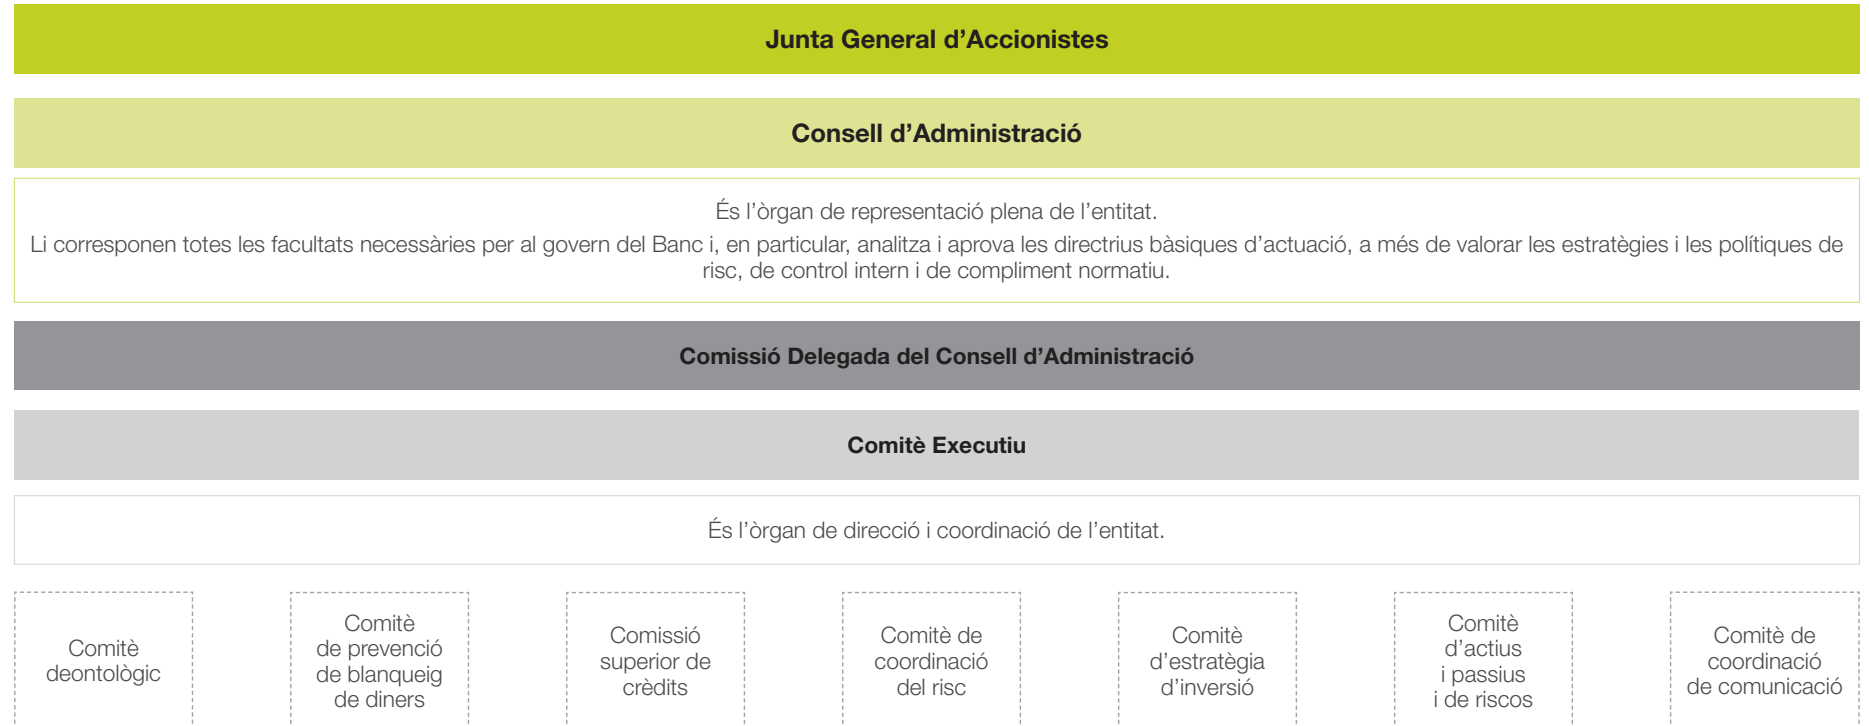 Junta General d’Accionistes
Consell d’Administració
És l’òrgan de representació plena de l’entitat.
Li corresponen totes les facultats necessàries per al govern del Banc i, en particular, analitza i aprova les directrius bàsiques d’actuació, a més de valorar les estratègies i les polítiques de
risc, de control intern i de compliment normatiu.
Comissió Delegada del Consell d’Administració
Comitè Executiu
És l’òrgan de direcció i coordinació de l’entitat.
Comitè
deontològic
Comitè
de prevenció
de blanqueig
de diners
Comissió
superior de
crèdits
Comitè de
coordinació
del risc
Comitè
d’estratègia
d’inversió
Comitè
d’actius
i passius
i de riscos
Comitè de
coordinació
de comunicació